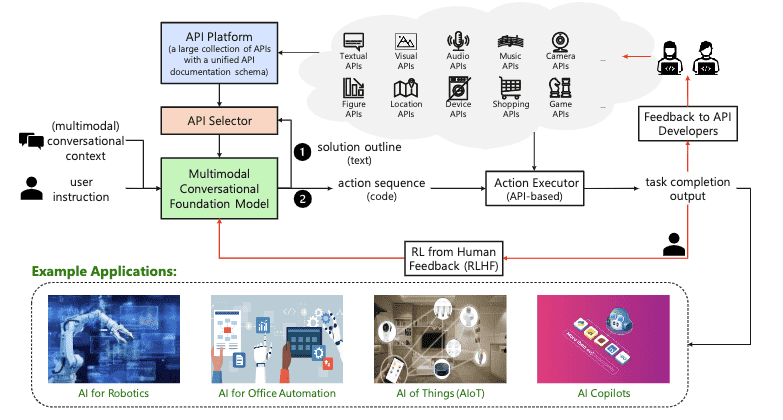 API Platform
(a large collection of APIs
with a unified API
documentation schema)
Textual
APIs
Visual
APIs
Audio
APIs
Music
APIs
Camera
APIs
...
Figure
APIs
Location
APIs
Device
APIs
Shopping
APIs
Game
APIs
...
API Selector
Feedback to API
Developers
(multimodal)
conversational
context
1
solution outline
(text)
user
instruction
Multimodal
Conversational
Foundation Model
2
action sequence
(code)
Action Executor
(API-based)
task completion
output
RL from Human
Feedback (RLHF)
Example Applications:
AI for Robotics
AI for Office Automation
AI of Things (AIoT)
AI Copilots